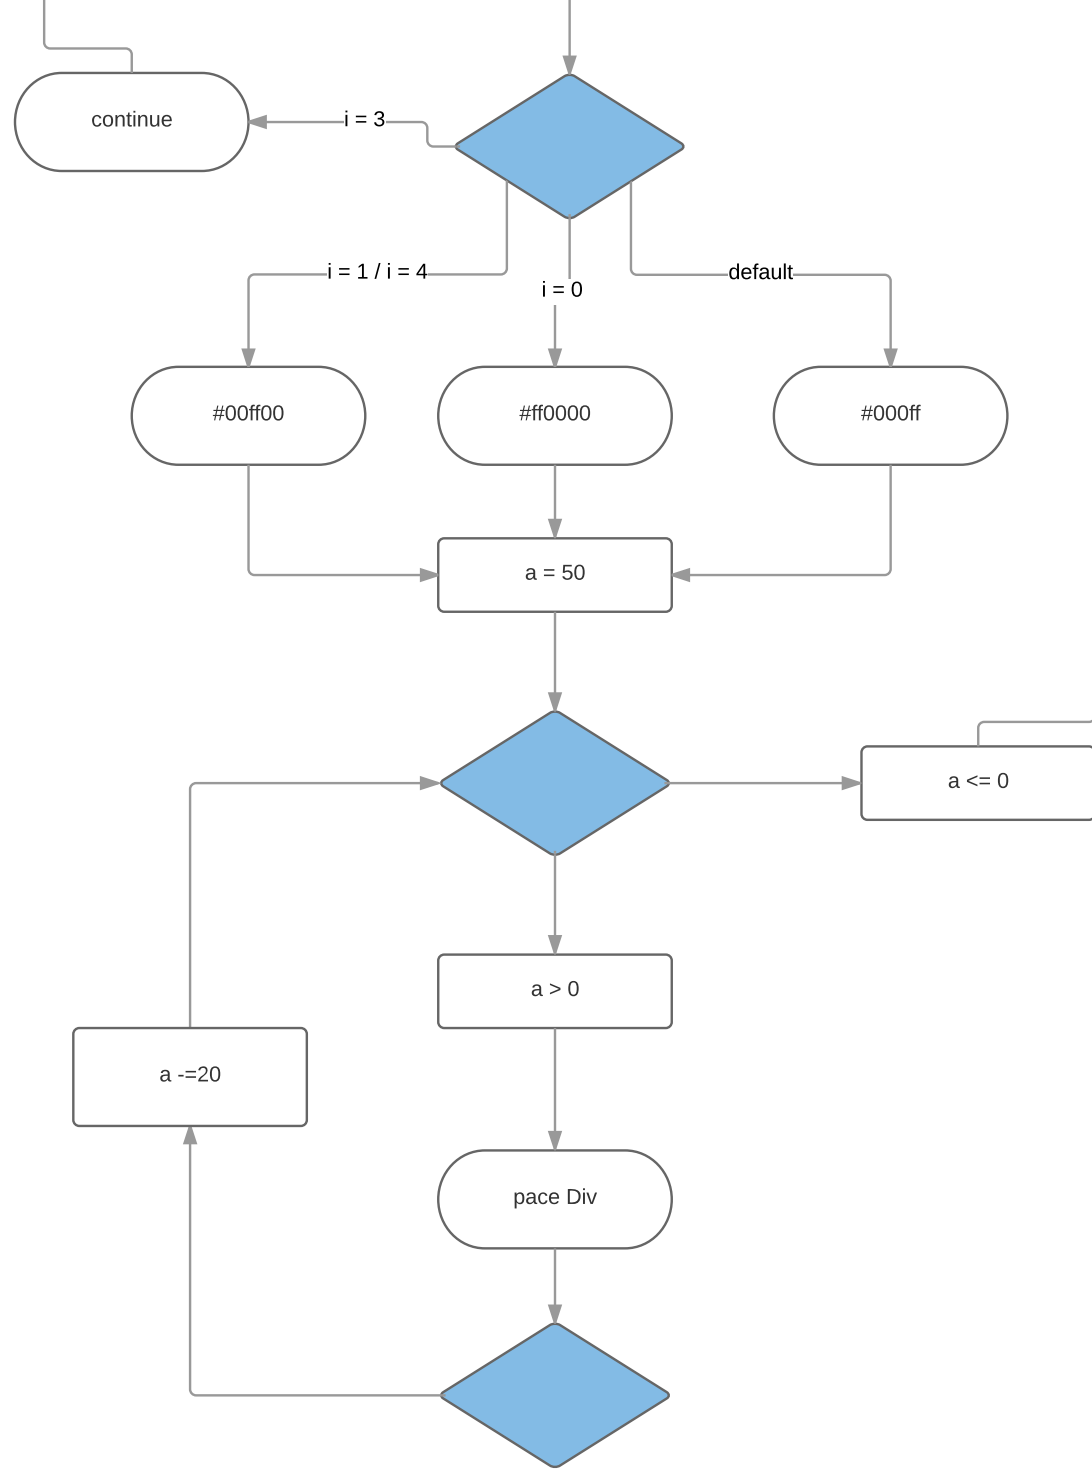 continue
i = 3
i = 1 / i = 4
i = 0
default
#00ff00
#ff0000
#000ff
a = 50
a <= 0
a > 0
a -=20
pace Div